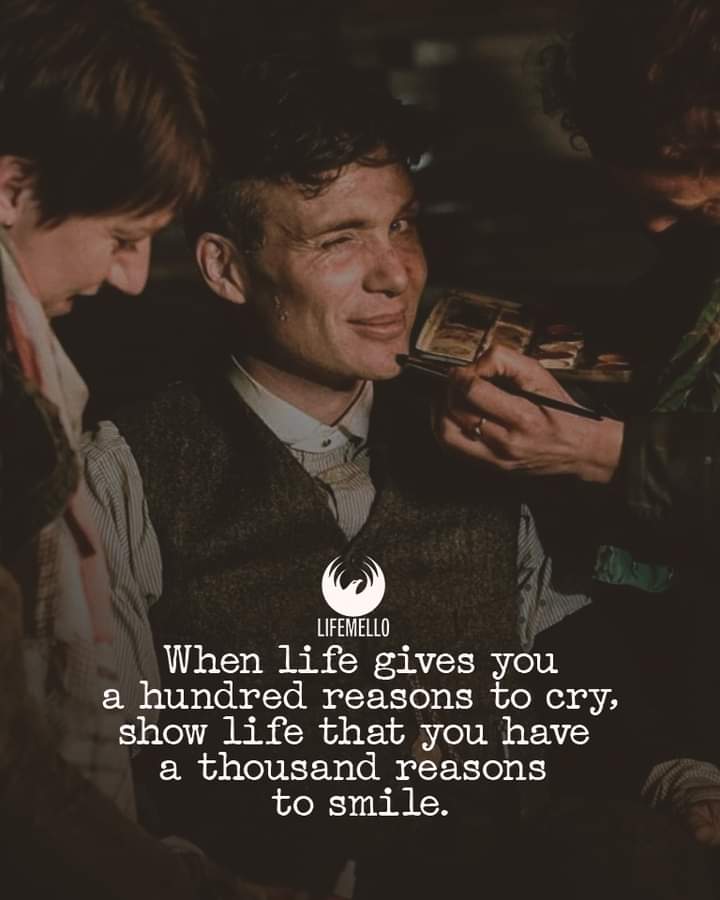 LIFEMELLO
When life gives you
a hundred reasons to cry,
show life that you have
a thousand reasons
to smile.